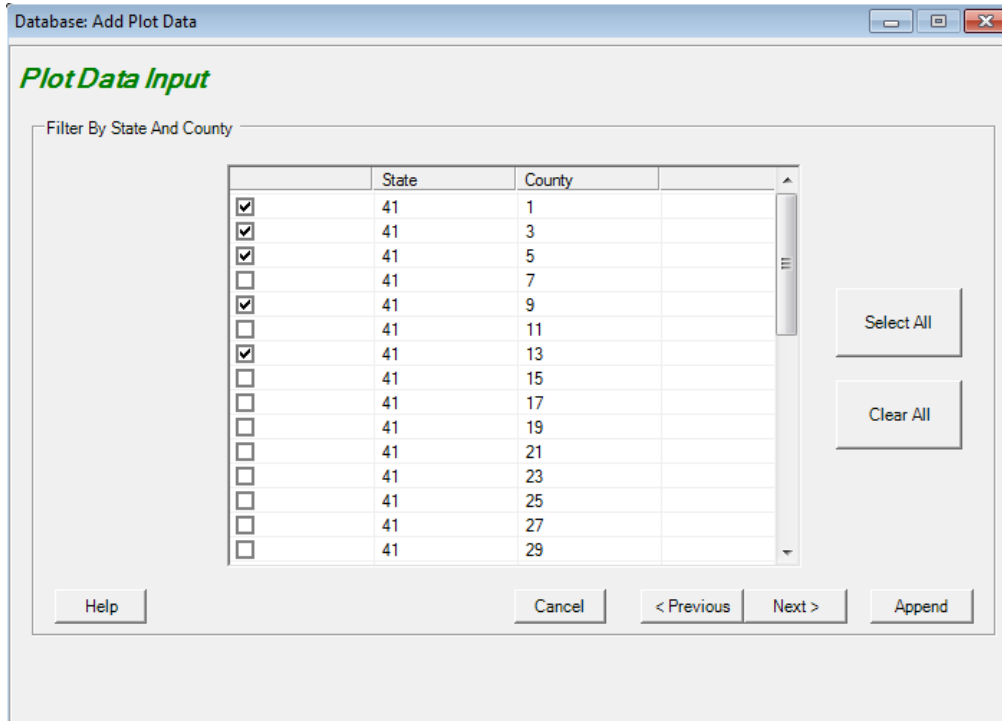 Database: Add Plot Data
Plot Data Input
Filter By State And County
State County
41 1
41 3
41 5
41 7
41 9
41 11
41 13
41 15
41 17
41 19
41 21
41 23
41 25
41 27
41 29
Select All
Clear All
Help Cancel < Previous Next > Append